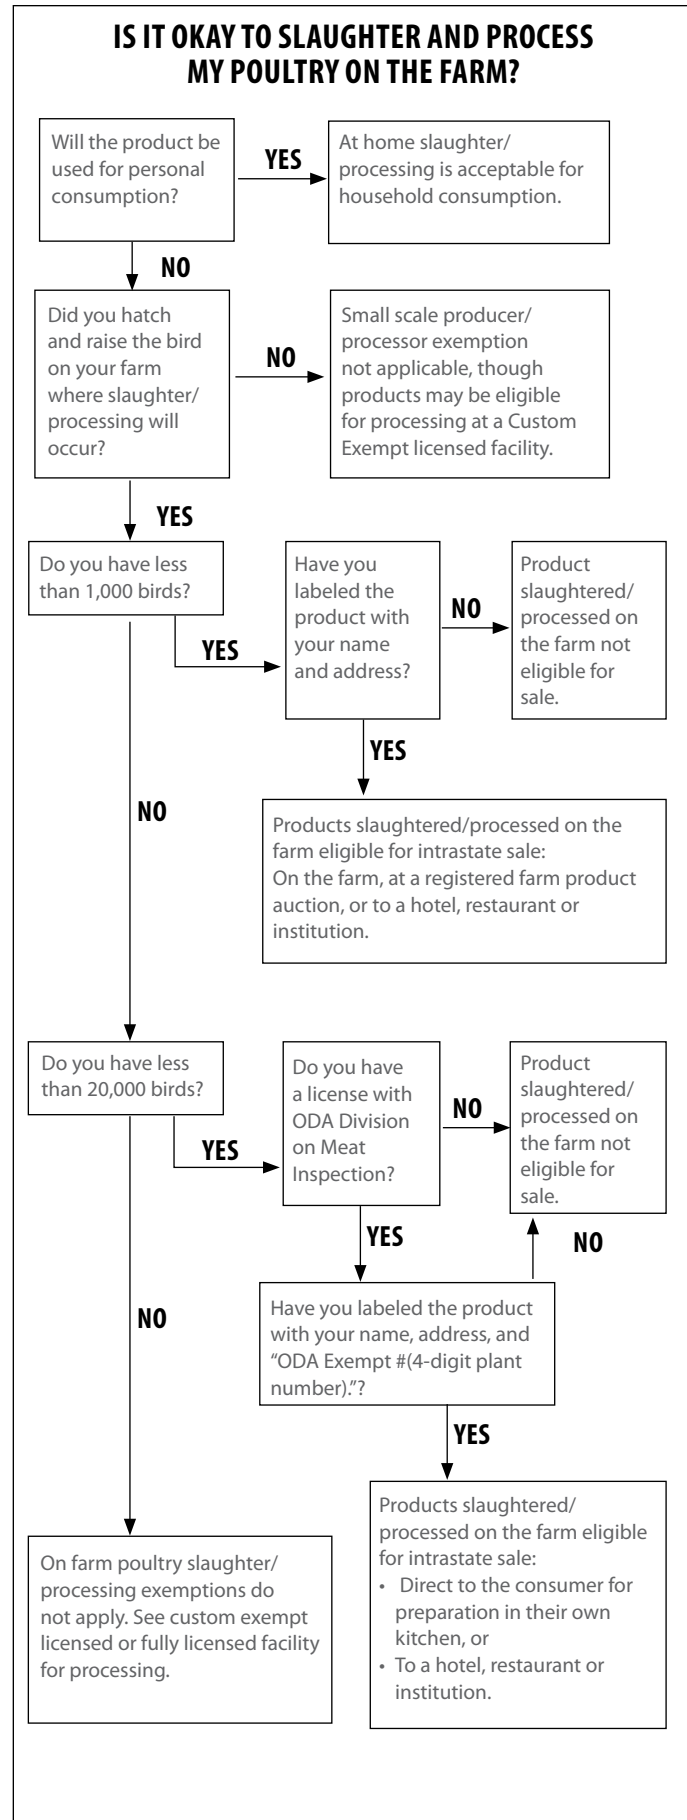 IS IT OKAY TO SLAUGHTER AND PROCESS
MY POULTRY ON THE FARM?
Will the product be
used for personal
consumption?
YES
At home slaughter/
processing is acceptable for
household consumption.
NO
Did you hatch
and raise the bird
on your farm
where slaughter/
processing will
occur?
NO
Small scale producer/
processor exemption
not applicable, though
products may be eligible
for processing at a Custom
Exempt licensed facility.
YES
Do you have less
than 1,000 birds?
YES
Have you
labeled the
product with
your name
and address?
NO
Product
slaughtered/
processed on
the farm not
eligible for
sale.
YES
NO
Products slaughtered/processed on the
farm eligible for intrastate sale:
On the farm, at a registered farm product
auction, or to a hotel, restaurant or
institution.
Do you have less
than 20,000 birds?
YES
Do you have
a license with
ODA Division
on Meat
Inspection?
NO
Product
slaughtered/
processed on
the farm not
eligible for
sale.
YES
NO
NO
Have you labeled the product
with your name, address, and
“ODA Exempt #(4-digit plant
number).”?
YES
Products slaughtered/
processed on the farm eligible
for intrastate sale:
• Direct to the consumer for
preparation in their own
kitchen, or
• To a hotel, restaurant or
institution.
On farm poultry slaughter/
processing exemptions do
not apply. See custom exempt
licensed or fully licensed facility
for processing.